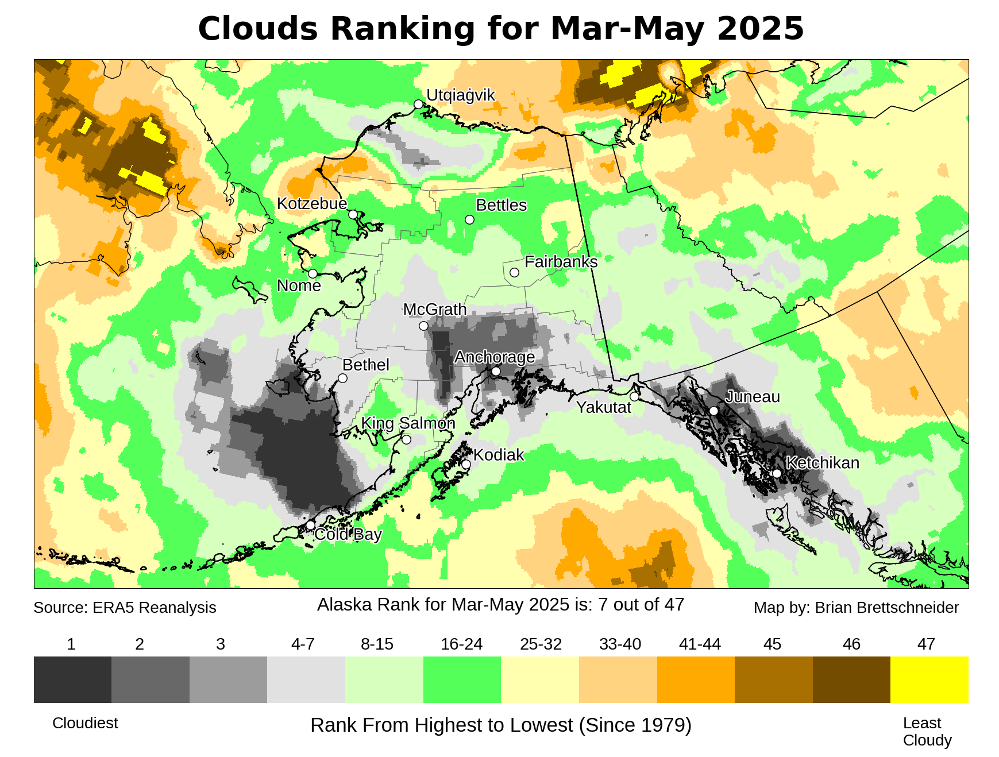 Clouds Ranking for Mar-May 2025
Utqiaġvik
Kotzebue
Bettles
Fairbanks
Nome
McGrath
Anchorage
Bethel
Juneau
Yakutat
King Salmon
Kodiak
Ketchikan
Cold Bay
Source: ERA5 Reanalysis
Alaska Rank for Mar-May 2025 is: 7 out of 47
Map by: Brian Brettschneider
1 2 3 4-7 8-15 16-24 25-32 33-40 41-44 45 46 47
Cloudiest
Rank From Highest to Lowest (Since 1979)
Least
Cloudy